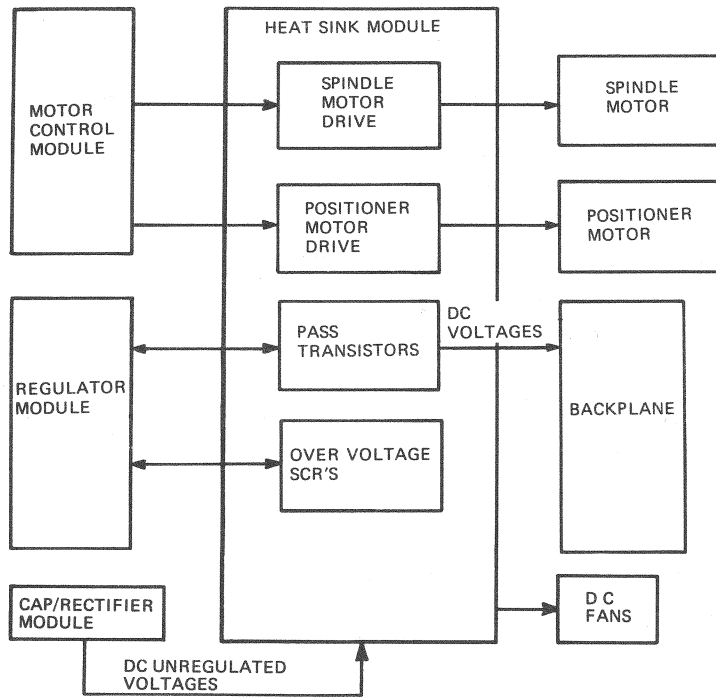 HEAT SINK MODULE
MOTOR
CONTROL
MODULE
SPINDLE
MOTOR
DRIVE
SPINDLE
MOTOR
POSITIONER
MOTOR
DRIVE
POSITIONER
MOTOR
REGULATOR
MODULE
PASS
TRANSISTORS
DC
VOLTAGES
BACKPLANE
OVER VOLTAGE
SCR'S
CAP/RECTIFIER
MODULE
D C
FANS
DC UNREGULATED
VOLTAGES